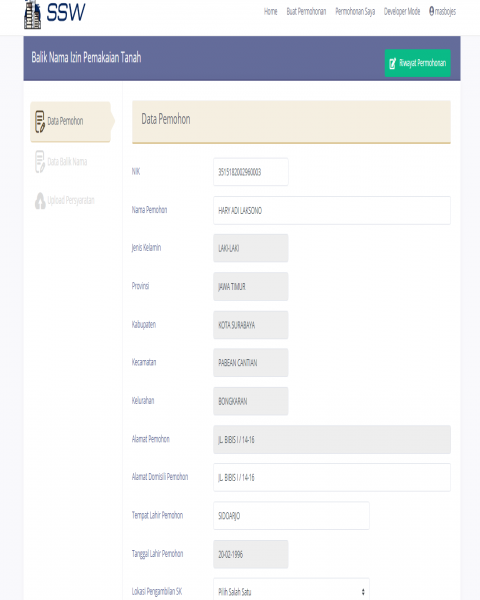 SSW
Home Buat Permohonan Permohonan Saya Developer Mode masbojes
Balik Nama Izin Pemakaian Tanah
Riwayat Permohonan
Data Pemohon
Data Balik Nama
Upload Persyaratan
Data Pemohon
NIK 3515182002960003
Nama Pemohon HARY ADI LAKSONO
Jenis Kelamin LAKI-LAKI
Provinsi JAWA TIMUR
Kabupaten KOTA SURABAYA
Kecamatan PABEAN CANTIAN
Kelurahan BONGKARAN
Alamat Pemohon JL. BIBIS I / 14-16
Alamat Domisili Pemohon JL. BIBIS I / 14-16
Tempat Lahir Pemohon SIDOARJO
Tanggal Lahir Pemohon 20-02-1996
Lokasi Pengambilan SK Pilih Salah Satu